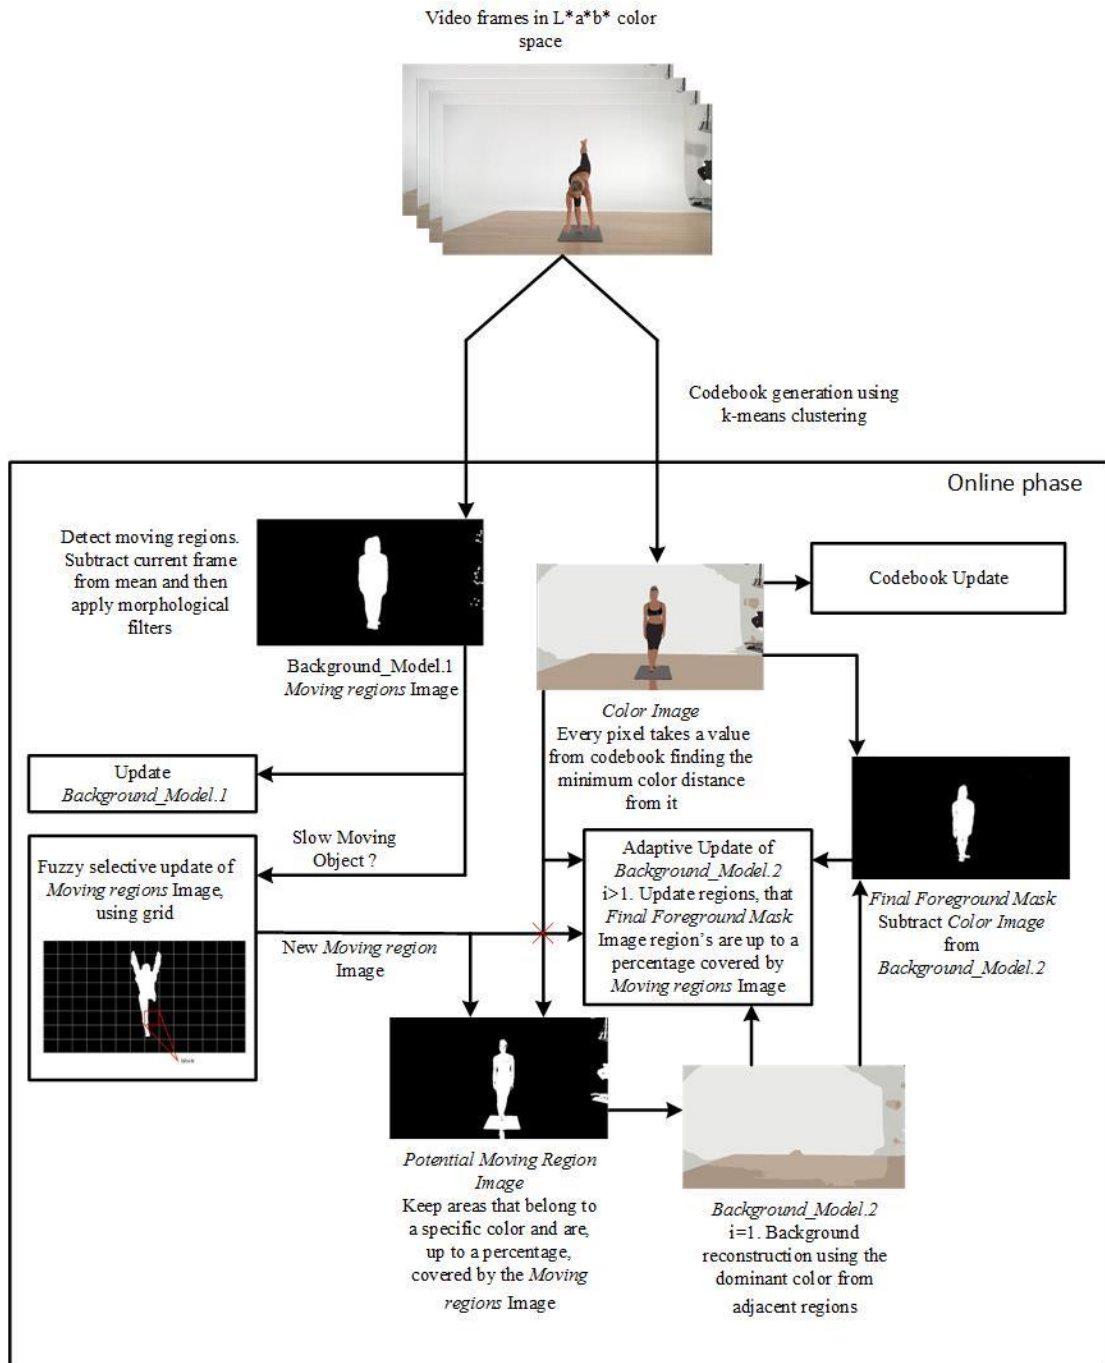 Video frames in L*a*b* color
space
Codebook generation using
k-means clustering
Online phase
Detect moving regions.
Subtract current frame
from mean and then
apply morphological
filters
Background_Model.1
Moving regions Image
Codebook Update
Color Image
Every pixel takes a value
from codebook finding the
minimum color distance
from it
Update
Background_Model.1
Slow Moving
Object ?
Fuzzy selective update of
Moving regions Image,
using grid
New Moving region
Image
Adaptive Update of
Background_Model.2
i>1. Update regions, that
Final Foreground Mask
Image region's are up to a
percentage covered by
Moving regions Image
Final Foreground Mask
Subtract Color Image
from
Background_Model.2
Potential Moving Region
Image
Keep areas that belong to
a specific color and are,
up to a percentage,
covered by the Moving
regions Image
Background_Model.2
i=1. Background
reconstruction using the
dominant color from
adjacent regions